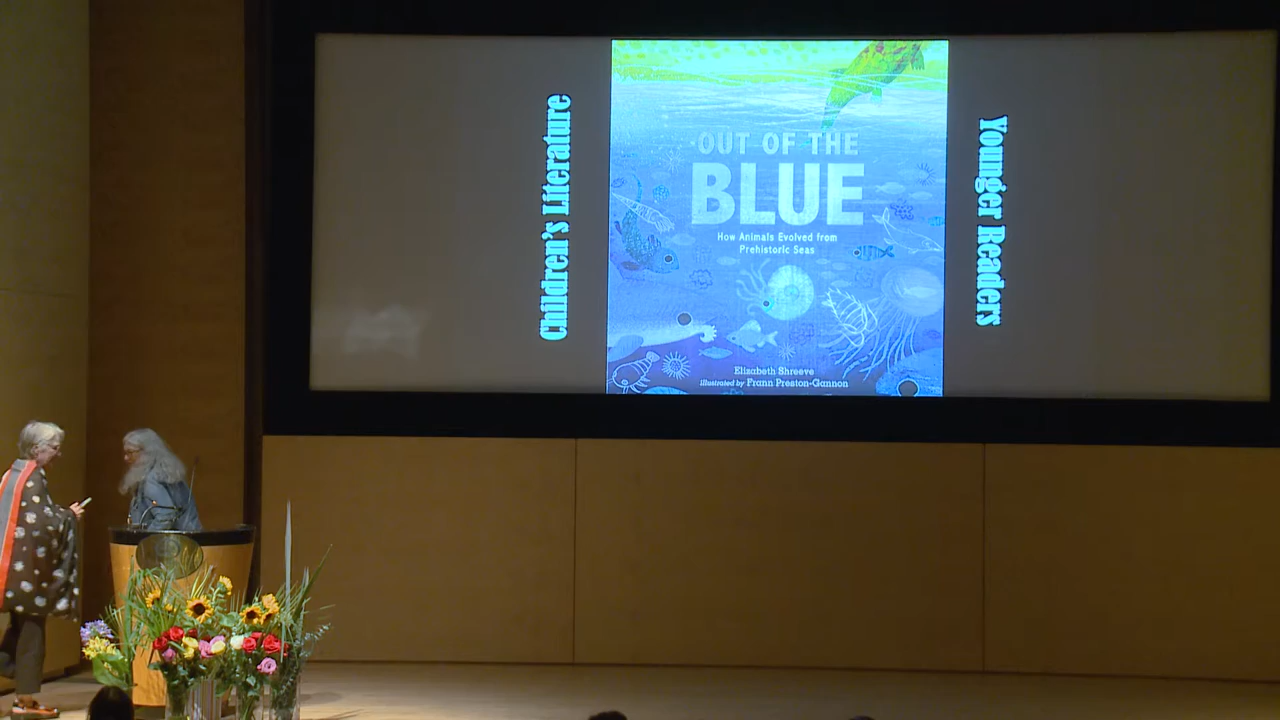 Children's Literature
OUT OF THE
BLUE
How Animals Evolved from
Prehistoric Seas
Elizabeth Shreeve
illustrated by Frann Preston-Gannon
Younger Readers